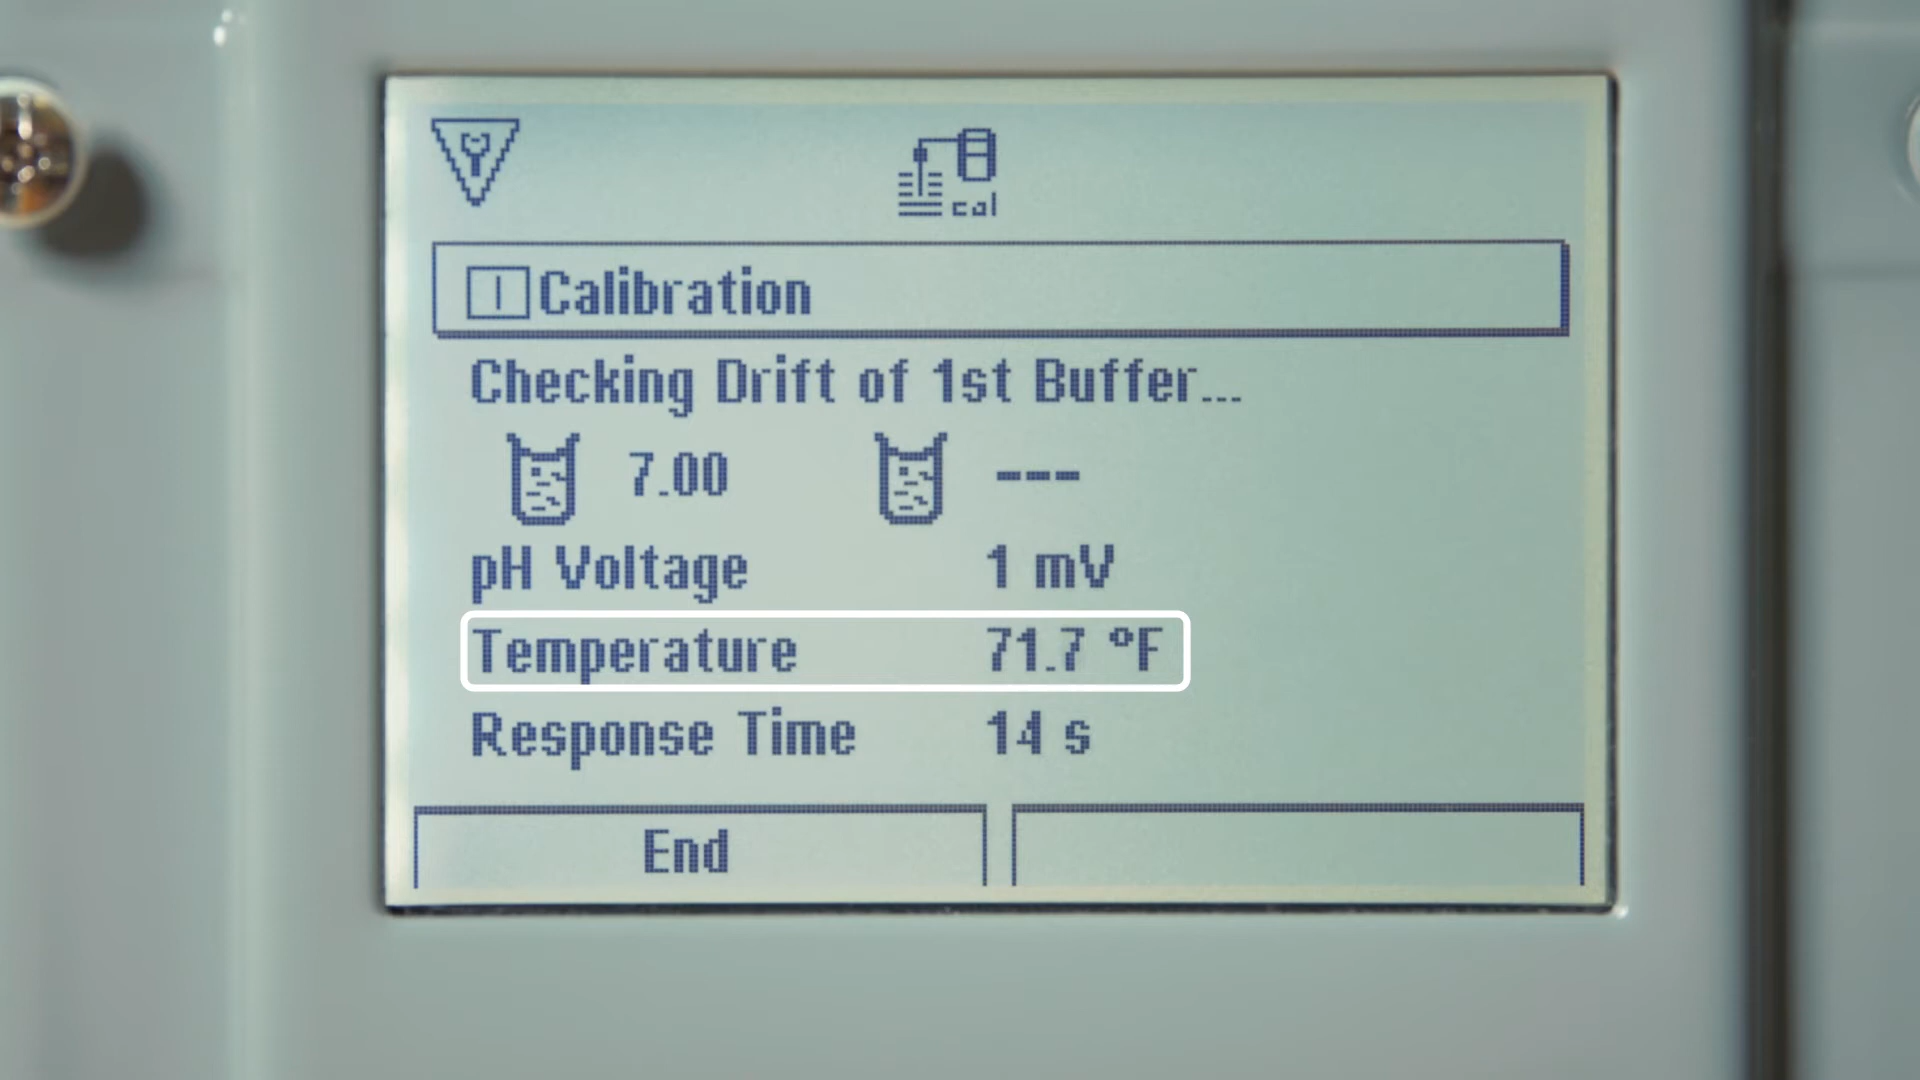 cal
Calibration
Checking Drift of 1st Buffer...
7.00 ---
pH Voltage 1 mV
Temperature 71.7 °F
Response Time 14 s
End